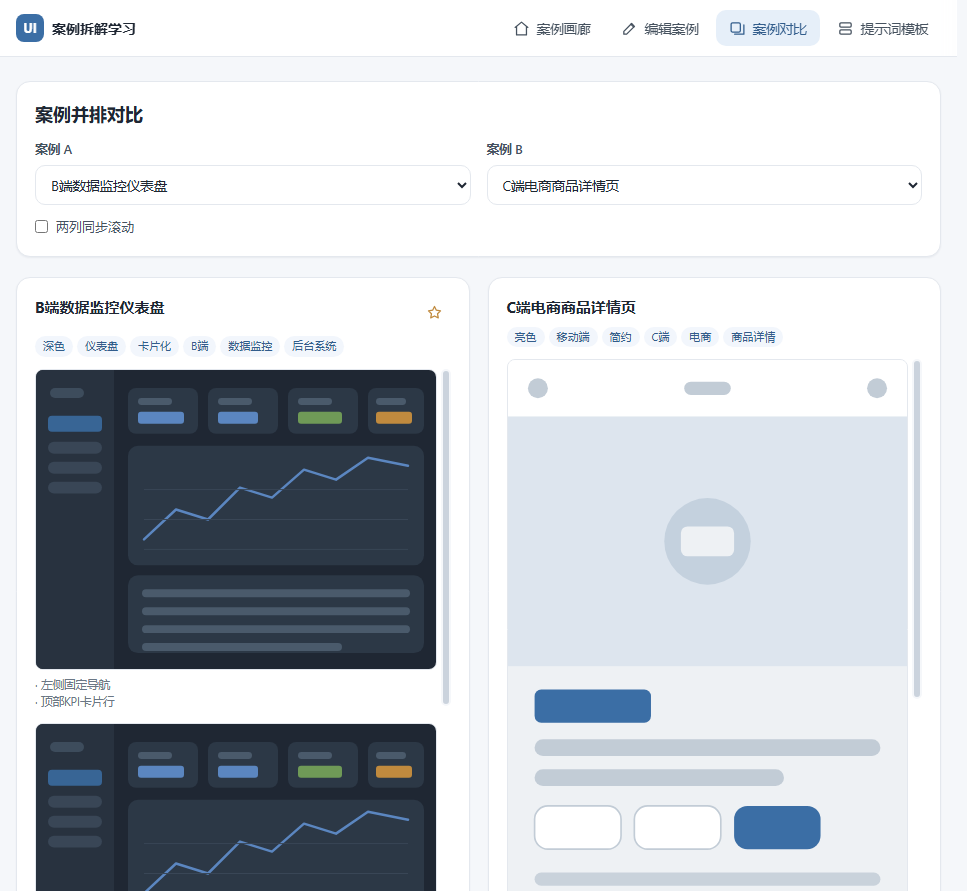 UI 案例拆解学习 案例画廊 编辑案例 案例对比 提示词模板
案例并排对比
案例 A 案例 B
B端数据监控仪表盘 C端电商商品详情页
两列同步滚动
B端数据监控仪表盘
深色 仪表盘 卡片化 B端 数据监控 后台系统
· 左侧固定导航
· 顶部KPI卡片行
C端电商商品详情页
亮色 移动端 简约 C端 电商 商品详情